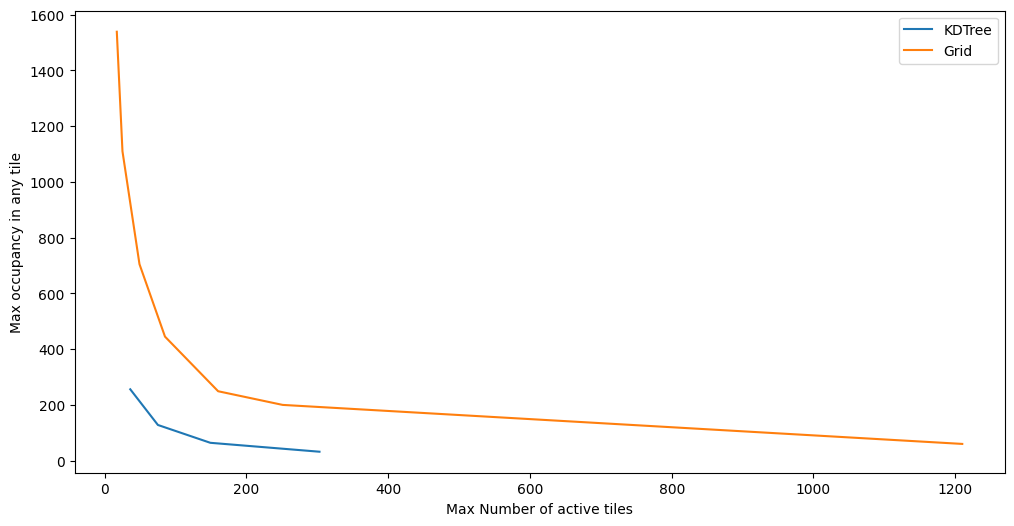 KDTree
Grid
Max occupancy in any tile
1600
1400
1200
1000
800
600
400
200
0
0 200 400 600 800 1000 1200
Max Number of active tiles